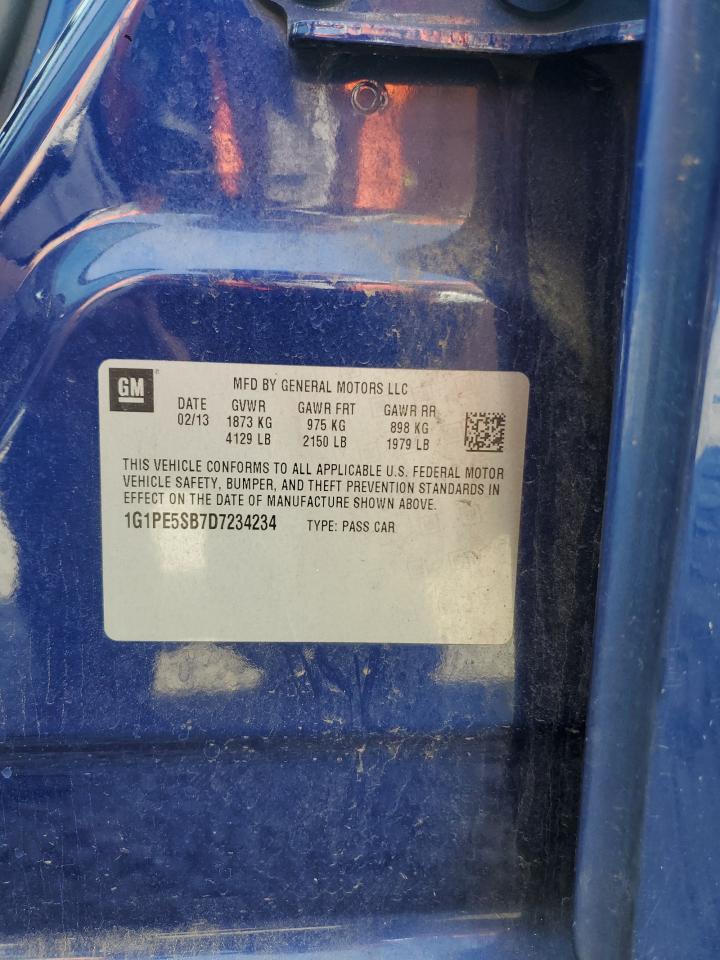 GM
MFD BY GENERAL MOTORS LLC
DATE GVWR GAWR FRT GAWR RR
02/13 1873 KG 975 KG 898 KG
4129 LB 2150 LB 1979 LB
THIS VEHICLE CONFORMS TO ALL APPLICABLE U.S. FEDERAL MOTOR
VEHICLE SAFETY, BUMPER, AND THEFT PREVENTION STANDARDS IN
EFFECT ON THE DATE OF MANUFACTURE SHOWN ABOVE.
1G1PE5SB7D7234234 TYPE: PASS CAR